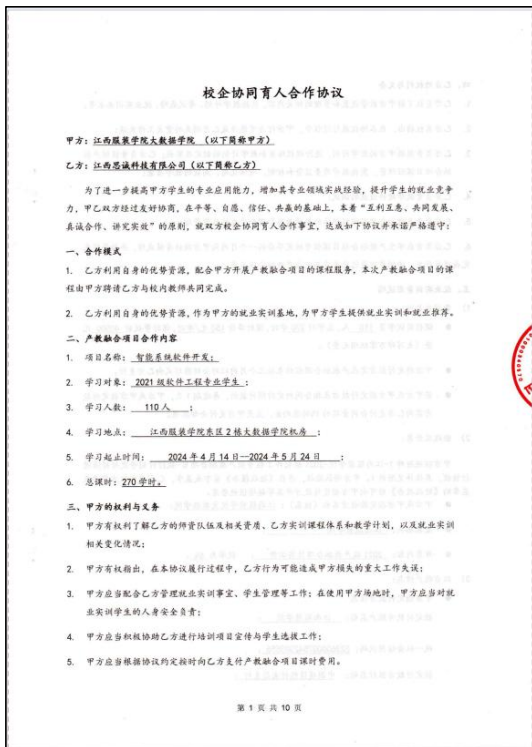 校企协同育人合作协议
甲方：江西服装学院大数据学院 （以下简称甲方）
乙方：江西思诚科技有限公司（以下简称乙方）
为了进一步提高甲方学生的专业应用能力，增加其专业领域实战经验，提升学生的就业竞争
力，甲乙双方经过友好协商，在平等、自愿、信任、共赢的基础上，本着“互利互惠、共同发展、
真诚合作、讲究实效”的原则，就双方校企协同育人合作事宜，达成如下协议并承诺严格遵守：
一、合作模式
1. 乙方利用自身的优势资源，配合甲方开展产教融合项目的课程服务，本次产教融合项目的课
程由甲方聘请乙方与校内教师共同完成。
2. 乙方利用自身的优势资源，作为甲方的就业实训基地，为甲方学生提供就业实训和就业推荐。
二、产教融合项目合作内容
1. 项目名称：智能系统软件开发；
2. 学习对象：2021级软件工程专业学生；
3. 学习人数： 110人 ；
4. 学习地点： 江西服装学院东区2栋大数据学院机房 ；
5. 学习起止时间： 2024年4月14日—2024年5月24日 ；
6. 总课时：270学时。
三、甲方的权利与义务
1. 甲方有权利了解乙方的师资队伍及相关资质、乙方实训课程体系和教学计划，以及就业实训
相关变化情况；
2. 甲方有权指出，在本协议履行过程中，乙方行为可能造成甲方损失的重大工作失误；
3. 甲方应当配合乙方管理就业实训事宜、学生管理等工作；在使用甲方场地时，甲方应当对就
业实训学生的人身安全负责；
4. 甲方应当积极协助乙方进行培训项目宣传与学生选拔工作；
5. 甲方应当根据协议约定按时向乙方支付产教融合项目课时费用。
第 1 页 共 10 页